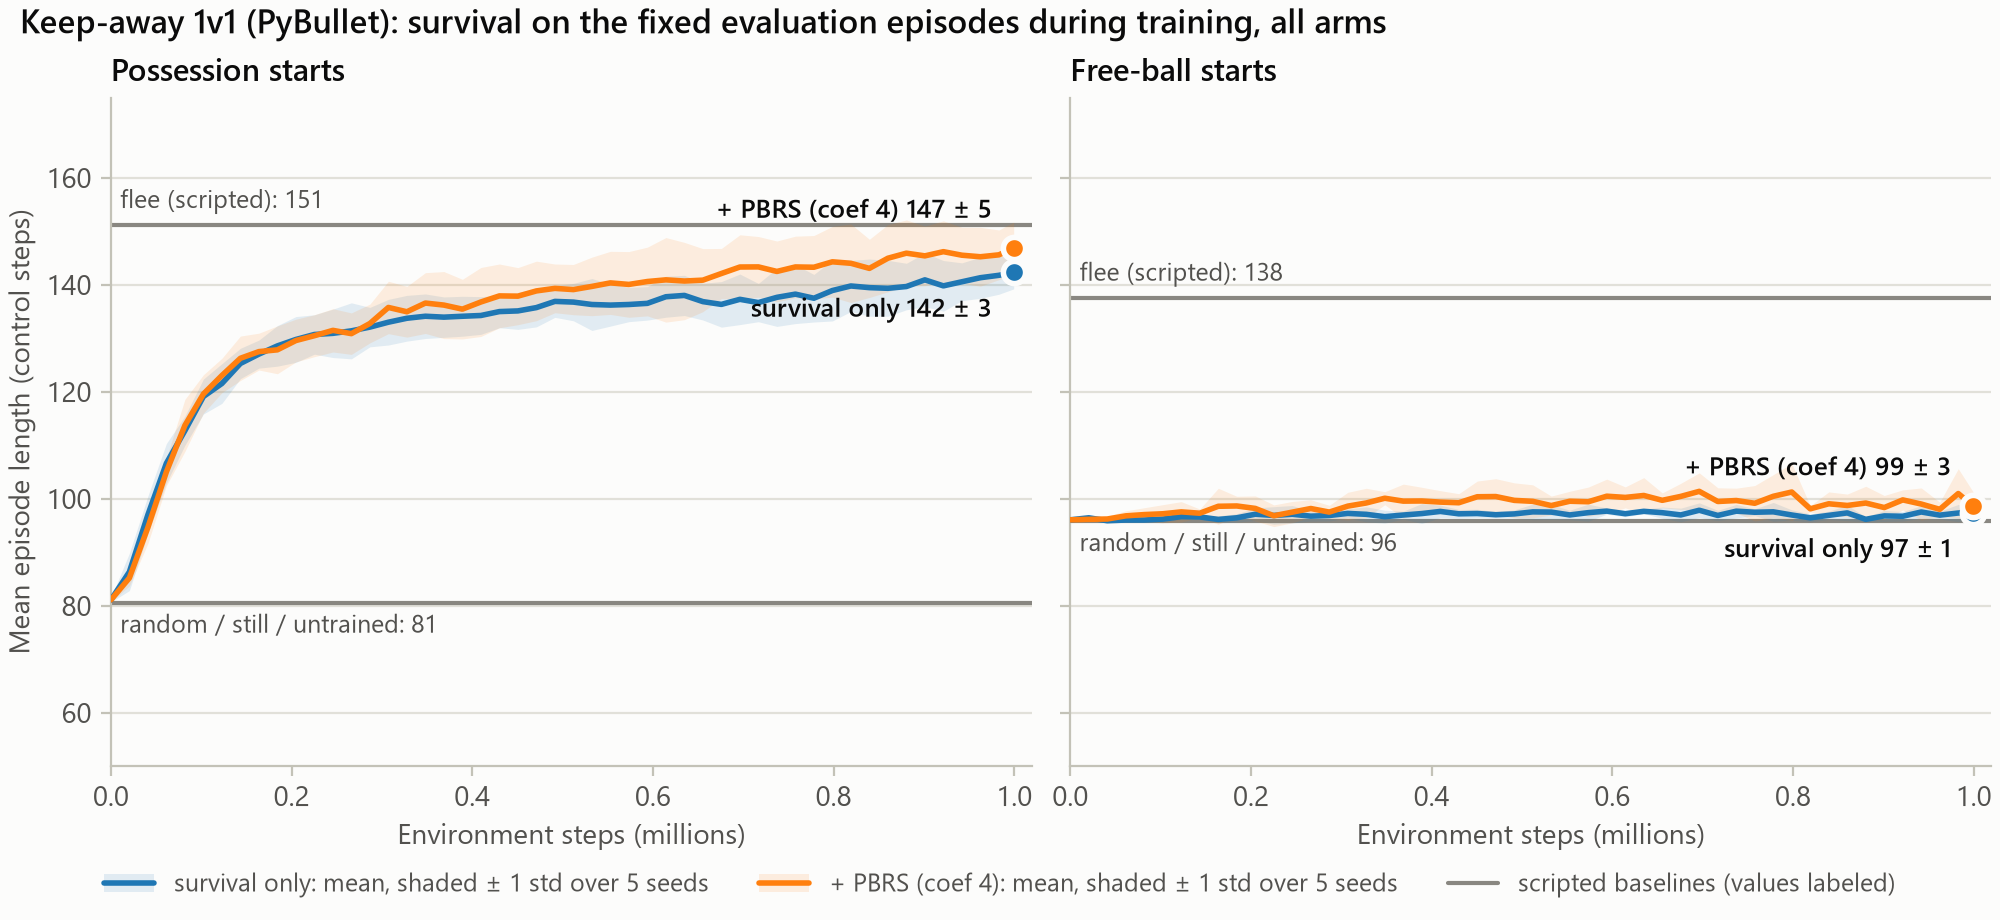 Keep-away 1v1 (PyBullet): survival on the fixed evaluation episodes during training, all arms
Possession starts
Mean episode length (control steps)
160
140
120
100
80
60
flee (scripted): 151
+ PBRS (coef 4) 147 ± 5
survival only 142 ± 3
random / still / untrained: 81
0.0
0.2
0.4
0.6
0.8
1.0
Environment steps (millions)
Free-ball starts
flee (scripted): 138
+ PBRS (coef 4) 99 ± 3
random / still / untrained: 96
survival only 97 ± 1
0.0
0.2
0.4
0.6
0.8
1.0
Environment steps (millions)
survival only: mean, shaded ± 1 std over 5 seeds
+ PBRS (coef 4): mean, shaded ± 1 std over 5 seeds
scripted baselines (values labeled)